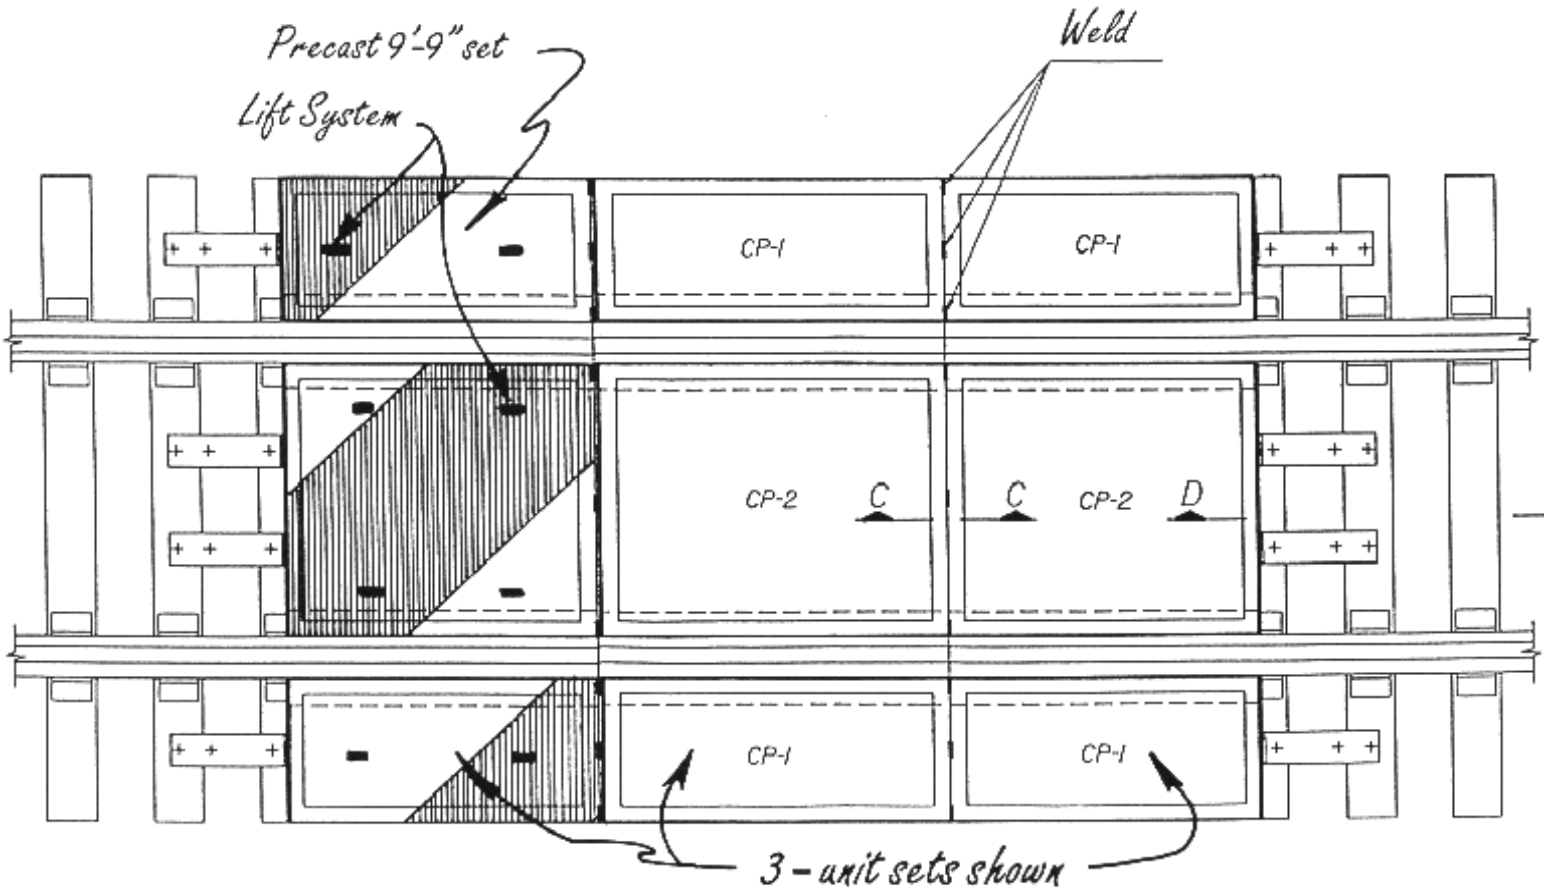 Weld
Precast 9'-9" set
Lift System
CP-1
CP-1
CP-2
C
C
CP-2
D
CP-1
CP-1
3 - unit sets shown